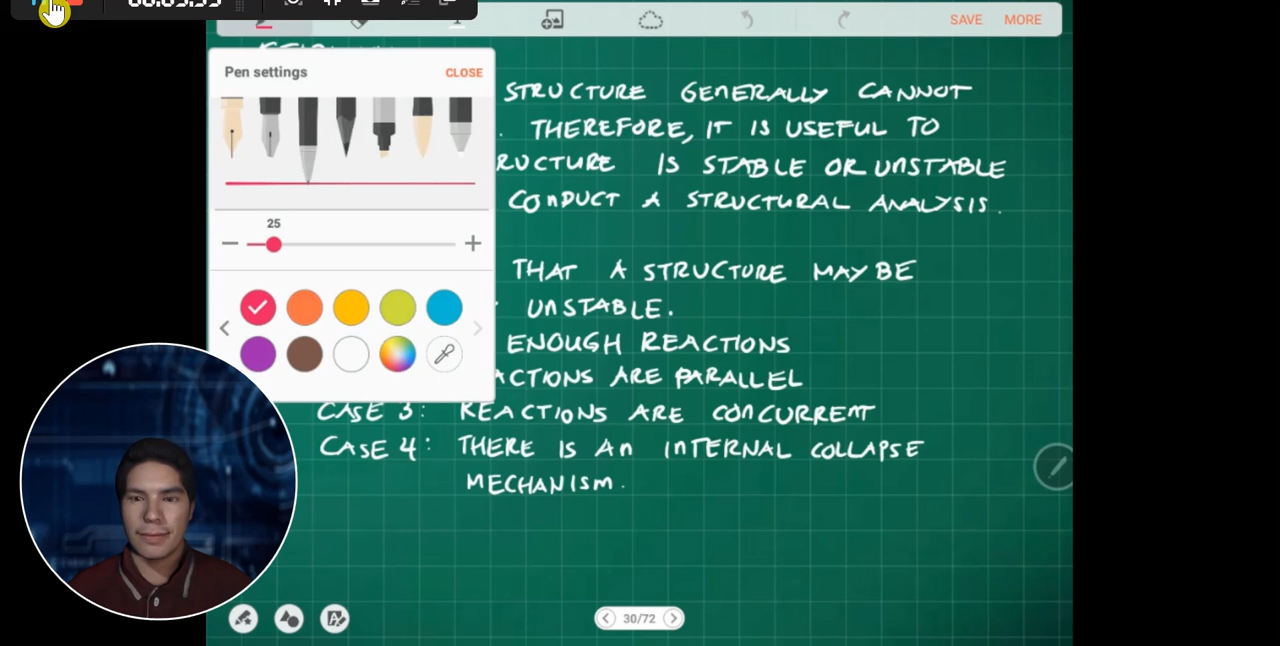 SAVE MORE
Pen settings CLOSE
25
STRUCTURE GENERALLY CANNOT
. THEREFORE, IT IS USEFUL TO
RUCTURE IS STABLE OR UNSTABLE
CONDUCT A STRUCTURAL ANALYSIS.
THAT A STRUCTURE MAY BE
UNSTABLE.
ENOUGH REACTIONS
ACTIONS ARE PARALLEL
CASE 3: REACTIONS ARE CONCURRENT
CASE 4: THERE IS AN INTERNAL COLLAPSE
MECHANISM.
30/72